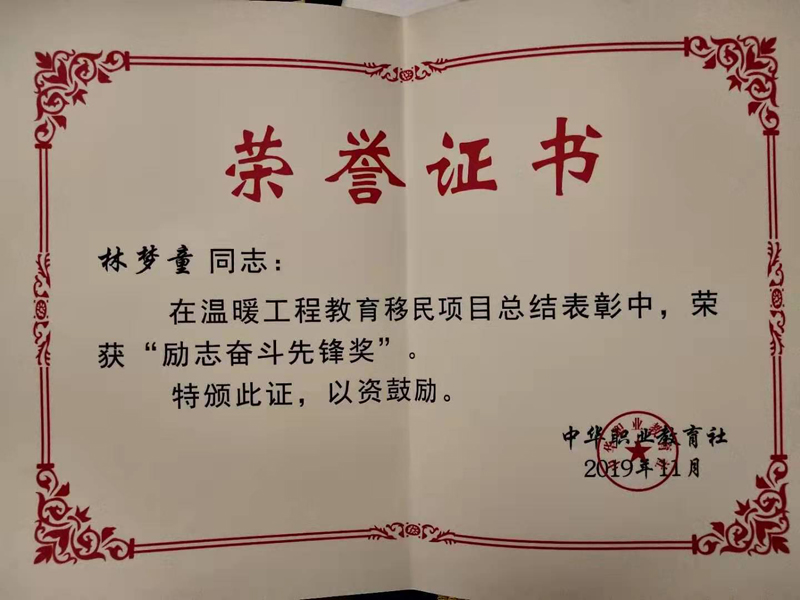 荣誉证书
林梦童 同志：
在温暖工程教育移民项目总结表彰中，荣
获“励志奋斗先锋奖”。
特颁此证，以资鼓励。
中华职业教育社
2019年11月